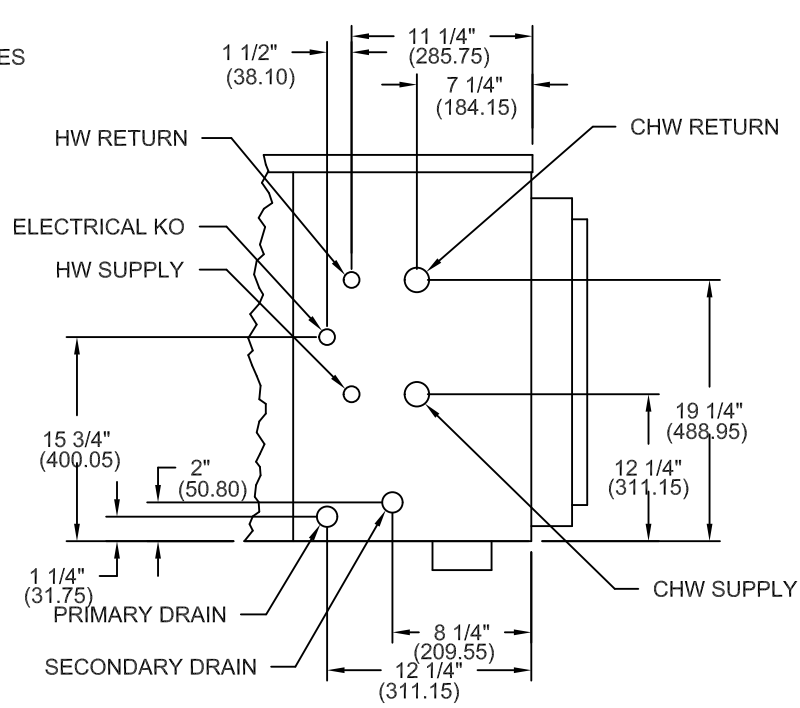 ES
1 1/2"
(38.10)
11 1/4"
(285.75)
7 1/4"
(184.15)
HW RETURN
CHW RETURN
ELECTRICAL KO
HW SUPPLY
15 3/4"
(400.05)
2"
(50.80)
19 1/4"
(488.95)
12 1/4"
(311.15)
1 1/4"
(31.75)
PRIMARY DRAIN
CHW SUPPLY
8 1/4"
(209.55)
SECONDARY DRAIN
12 1/4"
(311.15)